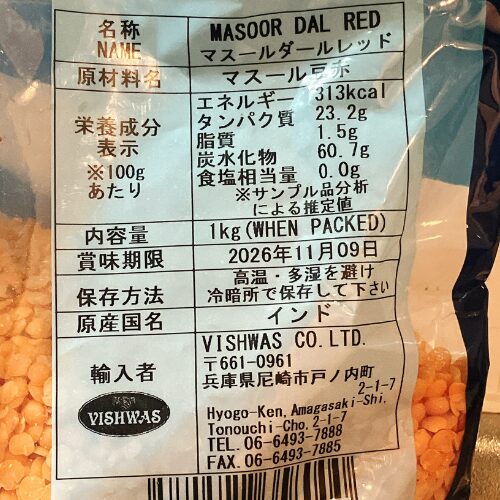 名称 NAME MASOOR DAL RED マスールダールレッド
原材料名 マスール豆赤
栄養成分表示 ※100gあたり
エネルギー 313kcal
タンパク質 23.2g
脂質 1.5g
炭水化物 60.7g
食塩相当量 0.0g
※サンプル品分析
による推定値
内容量 1kg(WHEN PACKED)
賞味期限 2026年11月09日
保存方法 高温・多湿を避け
冷暗所で保存して下さい
原産国名 インド
輸入者 VISHWAS CO.LTD.
〒661-0961
兵庫県尼崎市戸ノ内町
2-1-7
VISHWAS
Hyogo-Ken,Amagasaki-Shi,
Tonouchi-Cho,2-1-7
TEL.06-6493-7888
FAX.06-6493-7885